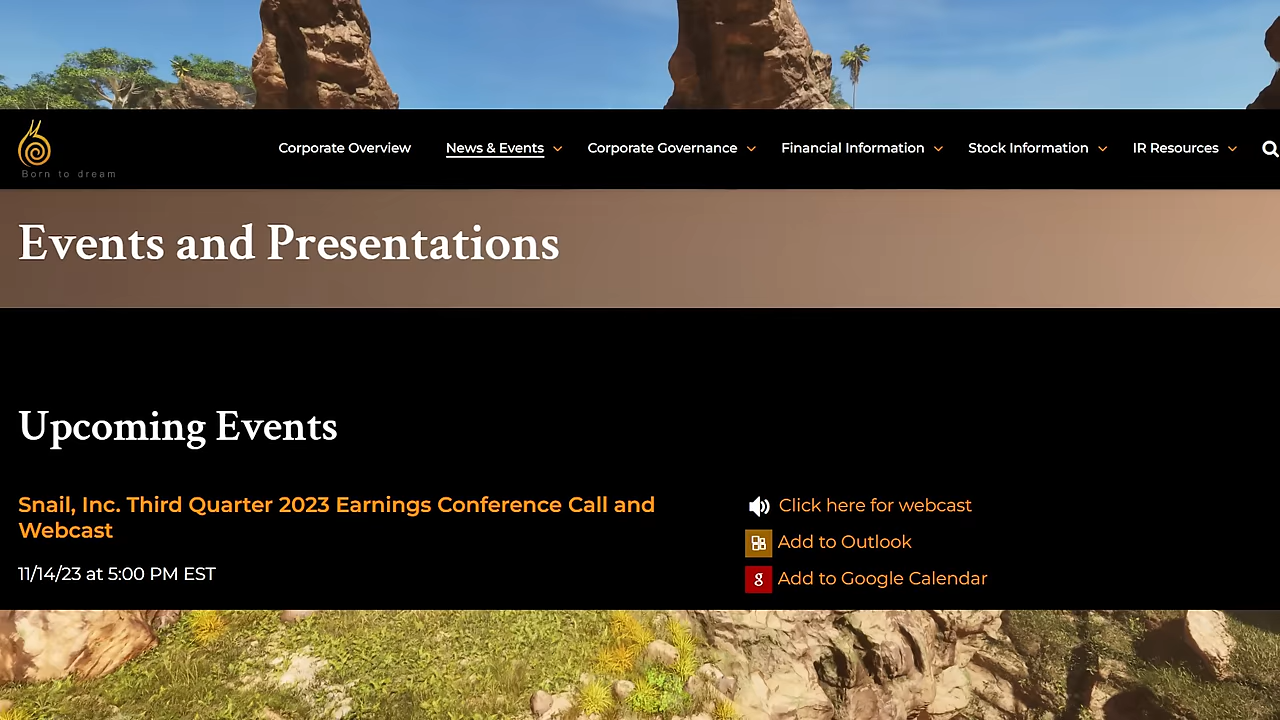 Born to dream
Corporate Overview
News & Events
Corporate Governance
Financial Information
Stock Information
IR Resources
Events and Presentations
Upcoming Events
Snail, Inc. Third Quarter 2023 Earnings Conference Call and
Webcast
11/14/23 at 5:00 PM EST
Click here for webcast
Add to Outlook
g Add to Google Calendar